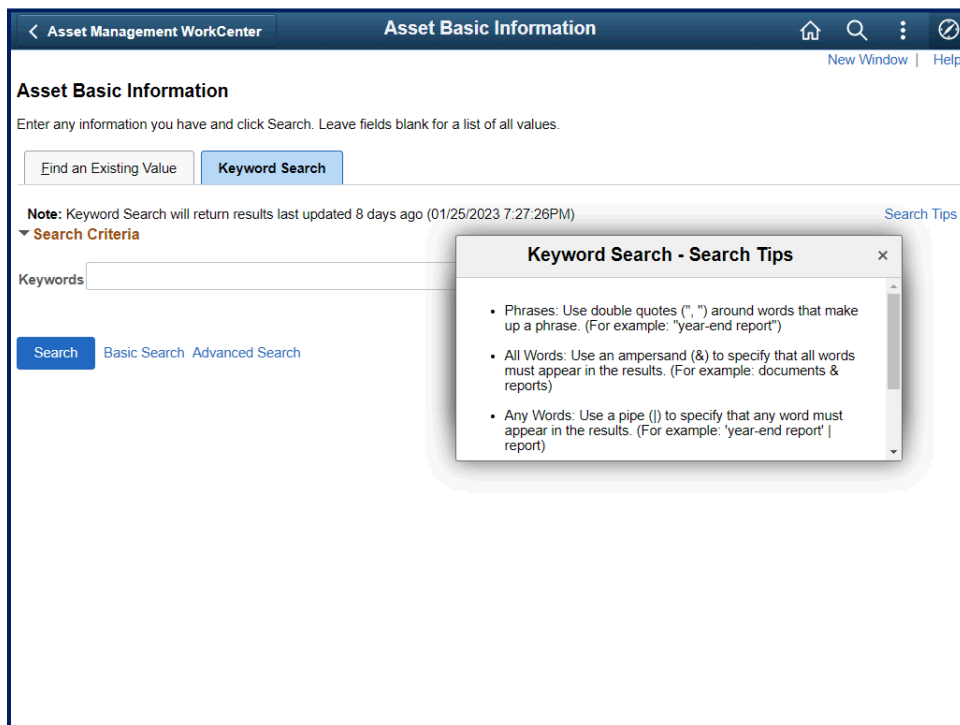 Asset Management WorkCenter
Asset Basic Information
New Window | Help
Asset Basic Information
Enter any information you have and click Search. Leave fields blank for a list of all values.
Find an Existing Value
Keyword Search
Note: Keyword Search will return results last updated 8 days ago (01/25/2023 7:27:26PM)
Search Tips
Search Criteria
Keywords
Search
Basic Search Advanced Search
Keyword Search - Search Tips
×
• Phrases: Use double quotes (", ") around words that make
up a phrase. (For example: "year-end report")
• All Words: Use an ampersand (&) to specify that all words
must appear in the results. (For example: documents &
reports)
• Any Words: Use a pipe (|) to specify that any word must
appear in the results. (For example: 'year-end report' |
report)